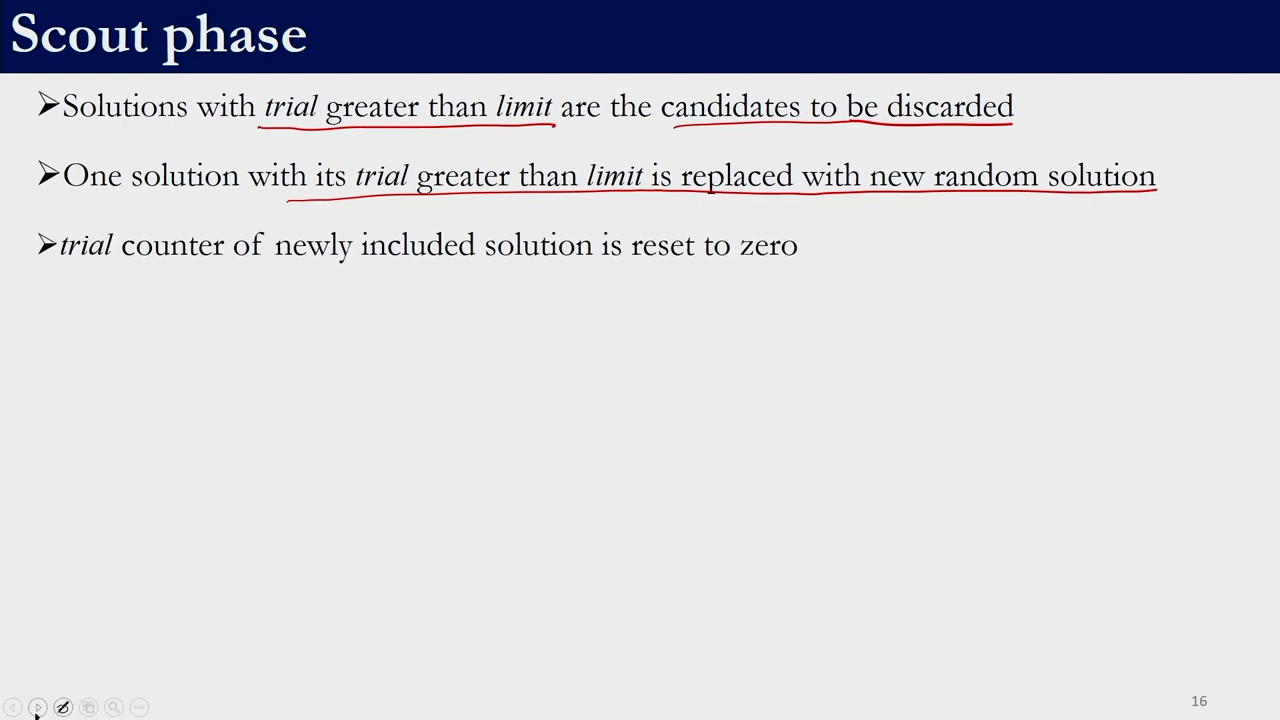 Scout phase
➢Solutions with trial greater than limit are the candidates to be discarded
➢One solution with its trial greater than limit is replaced with new random solution
➢trial counter of newly included solution is reset to zero
16